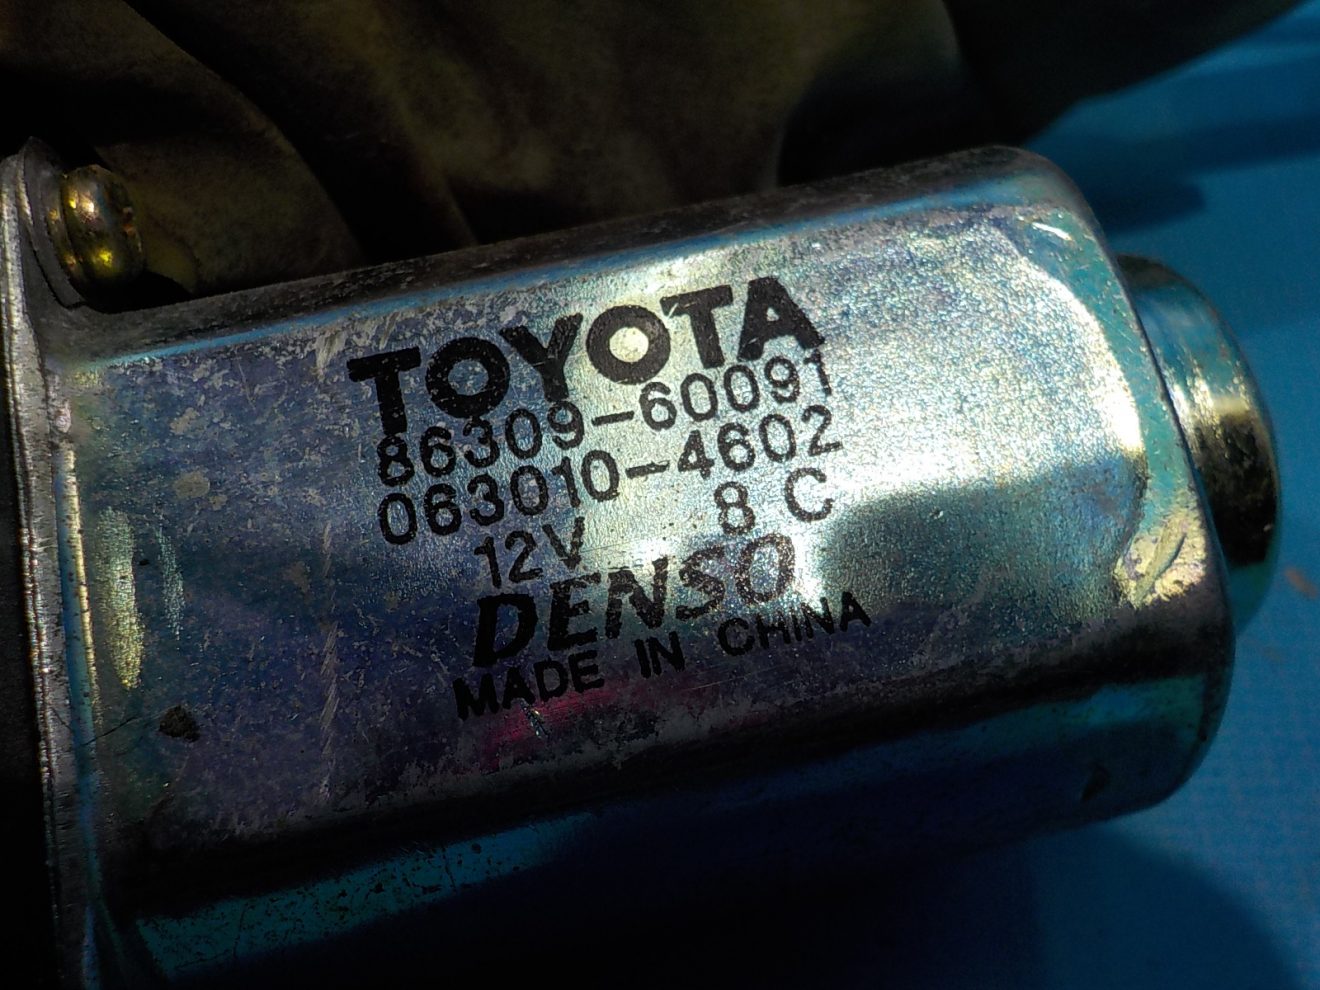 TOYOTA
86309-60091
063010-4602
12V 8 C
DENSO
MADE IN CHINA